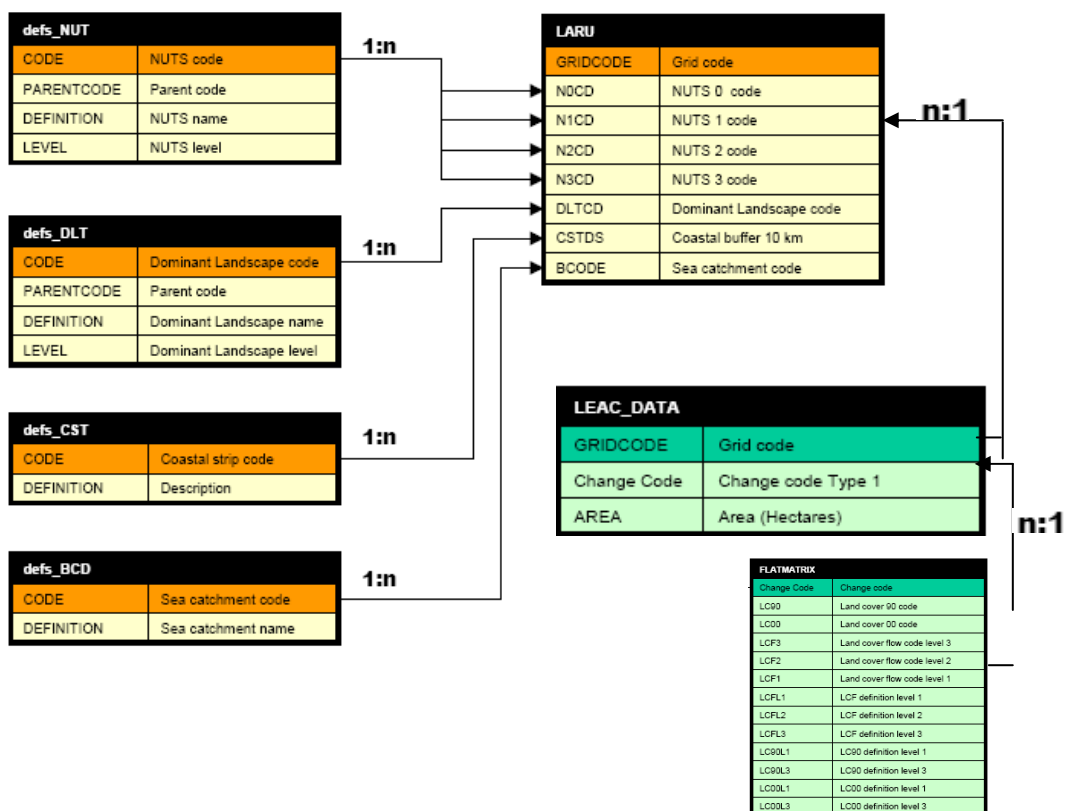 defs_NUT
CODE NUTS code
PARENTCODE Parent code
DEFINITION NUTS name
LEVEL NUTS level
1:n
defs_DLT
CODE Dominant Landscape code
PARENTCODE Parent code
DEFINITION Dominant Landscape name
LEVEL Dominant Landscape level
1:n
defs_CST
CODE Coastal strip code
DEFINITION Description
1:n
defs_BCD
CODE Sea catchment code
DEFINITION Sea catchment name
1:n
LARU
GRIDCODE Grid code
N0CD NUTS 0 code
N1CD NUTS 1 code
N2CD NUTS 2 code
N3CD NUTS 3 code
DLTCD Dominant Landscape code
CSTDS Coastal buffer 10 km
BCODE Sea catchment code
n:1
LEAC_DATA
GRIDCODE Grid code
Change Code Change code Type 1
AREA Area (Hectares)
n:1
FLATMATRIX
Change Code Change code
LC90 Land cover 90 code
LC00 Land cover 00 code
LCF3 Land cover flow code level 3
LCF2 Land cover flow code level 2
LCF1 Land cover flow code level 1
LCFL1 LCF definition level 1
LCFL2 LCF definition level 2
LCFL3 LCF definition level 3
LC90L1 LC90 definition level 1
LC90L3 LC90 definition level 3
LC00L1 LC00 definition level 1
LC00L3 LC00 definition level 3